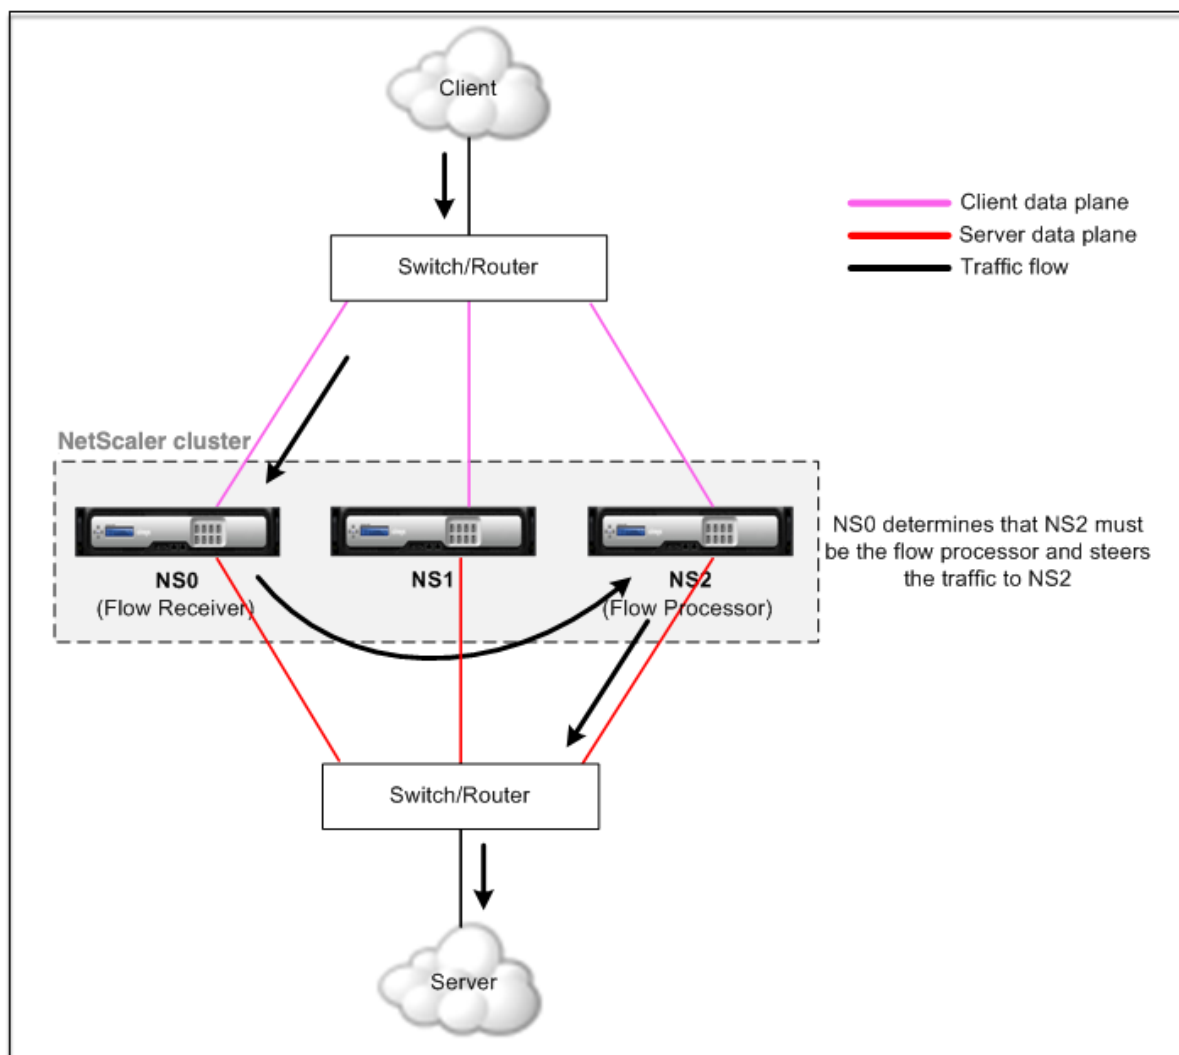 Client
Client data plane
Switch/Router
Server data plane
Traffic flow
NetScaler cluster
NS0
(Flow Receiver)
NS1
NS2
(Flow Processor)
NS0 determines that NS2 must
be the flow processor and steers
the traffic to NS2
Switch/Router
Server